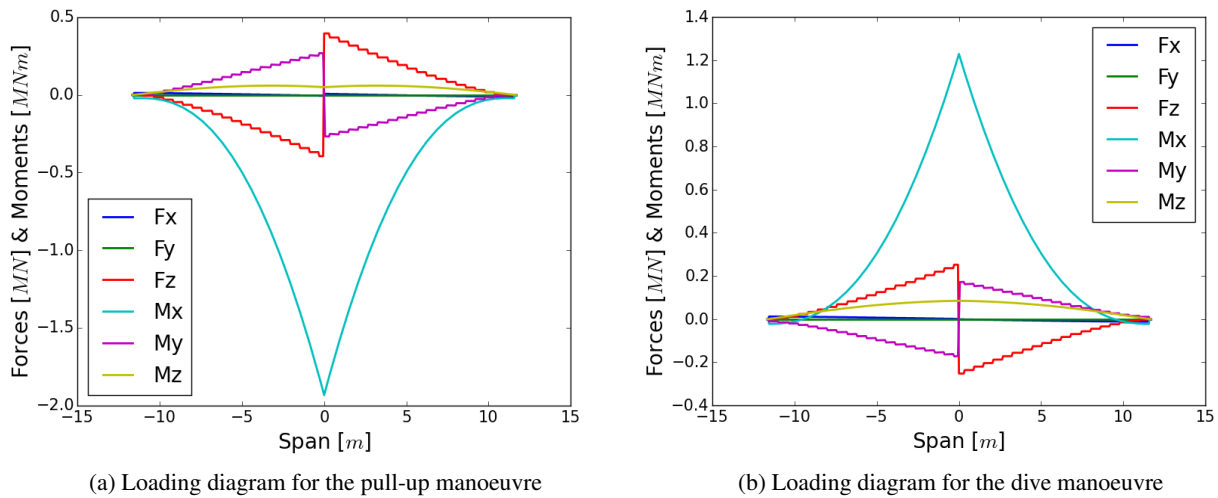 0.5
0.0
−0.5
−1.0
−1.5
−2.0
Forces [MN] & Moments [MNm]
Fx
Fy
Fz
Mx
My
Mz
−15 −10 −5 0 5 10 15
Span [m]
(a) Loading diagram for the pull-up manoeuvre
1.4
1.2
1.0
0.8
0.6
0.4
0.2
0.0
−0.2
−0.4
Forces [MN] & Moments [MNm]
Fx
Fy
Fz
Mx
My
Mz
−15 −10 −5 0 5 10 15
Span [m]
(b) Loading diagram for the dive manoeuvre